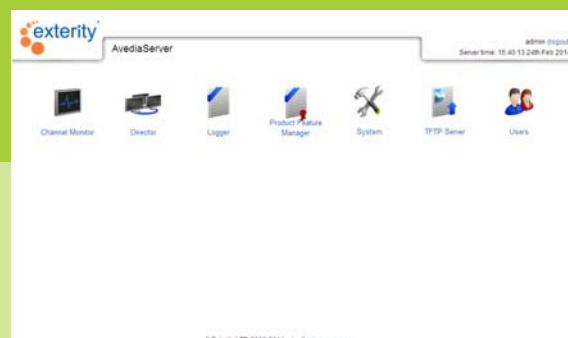 exterity
AvediaServer
admin (logout
Server time: 15:40:13 24th Feb 201
Channel Monitor
Director
Logger
Product Feature
Manager
System
TFTP Server
Users